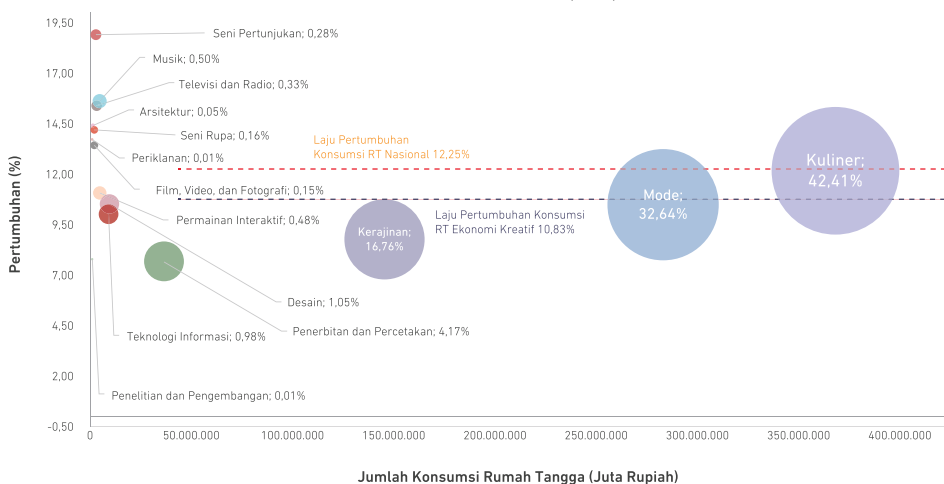 19,50
17,00
14,50
12,00
9,50
7,00
4,50
2,00
-0,50
Pertumbuhan (%)
Seni Pertunjukan; 0,28%
Musik; 0,50%
Televisi dan Radio; 0,33%
Arsitektur; 0,05%
Seni Rupa; 0,16%
Periklanan; 0,01%
Film, Video, dan Fotografi; 0,15%
Permainan Interaktif; 0,48%
Desain; 1,05%
Penerbitan dan Percetakan; 4,17%
Teknologi Informasi; 0,98%
Penelitian dan Pengembangan; 0,01%
Laju Pertumbuhan
Konsumsi RT Nasional 12,25%
Laju Pertumbuhan Konsumsi
RT Ekonomi Kreatif 10,83%
Kerajinan;
16,76%
Mode;
32,64%
Kuliner;
42,41%
0
50.000.000
100.000.000
150.000.000
200.000.000
250.000.000
300.000.000
350.000.000
400.000.000
Jumlah Konsumsi Rumah Tangga (Juta Rupiah)